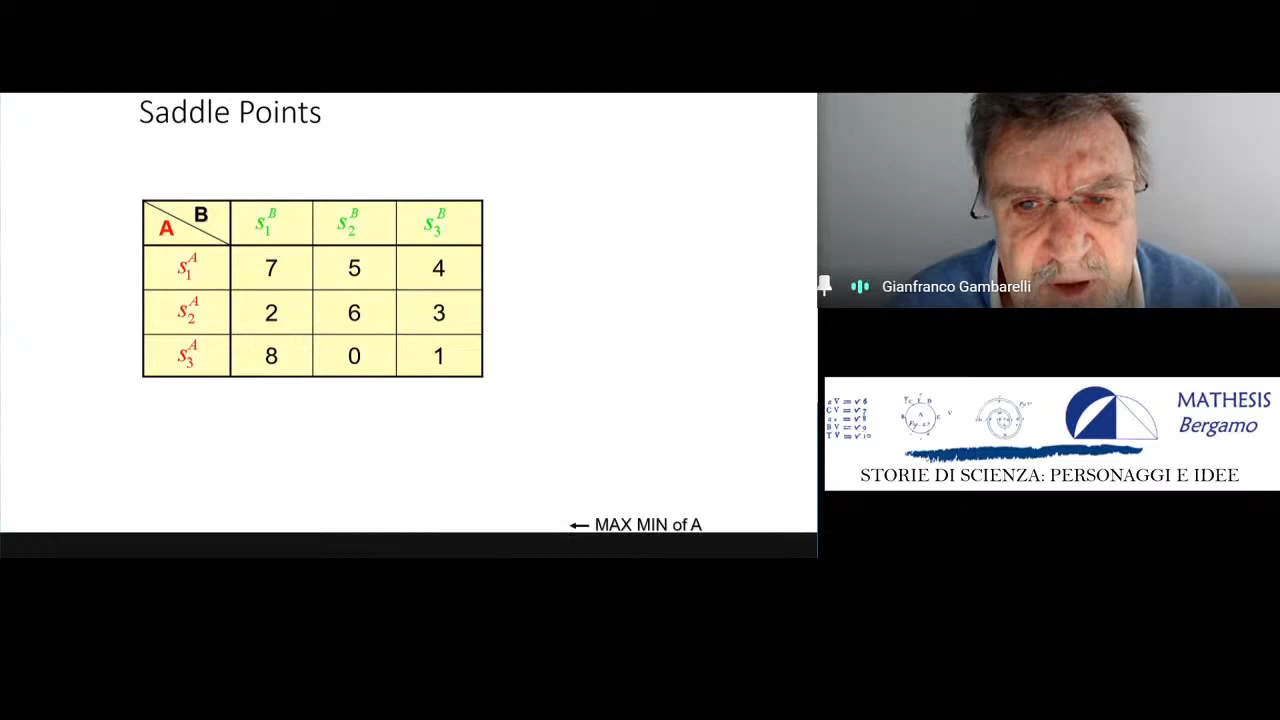 Saddle Points
A B s₁ᴮ s₂ᴮ s₃ᴮ
s₁ᴬ 7 5 4
s₂ᴬ 2 6 3
s₃ᴬ 8 0 1
← MAX MIN of A
Gianfranco Gambarelli
MATHESIS
Bergamo
STORIE DI SCIENZA: PERSONAGGI E IDEE